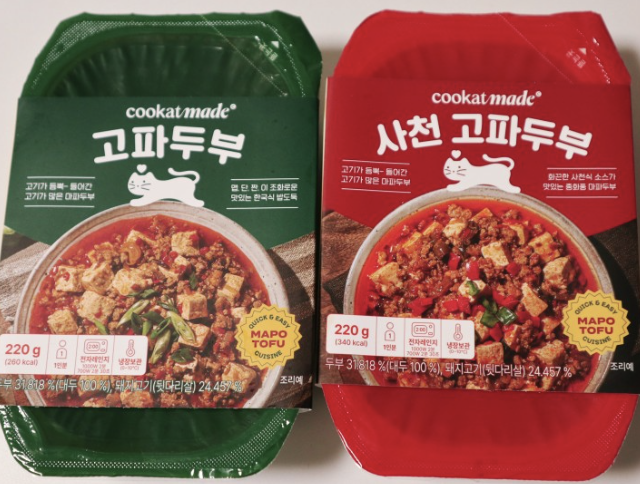 cookat made
고파두부
고기가 듬뿍~ 들어간
고기가 많은 마파두부
맵.단.짠 이 조화로운
맛있는 한국식 밥도둑
QUICK & EASY
MAPO
TOFU
CUISINE
220 g
(260 kcal)
1
1인분
전자레인지
냉장보관
두부 31.818 %(대두 100 %), 돼지고기(뒷다리살) 24.457 %
조리예
cookat made
사천 고파두부
고기가 듬뿍~ 들어간
고기가 많은 마파두부
화끈한 사천식 소스가
맛있는 중화풍 마파두부
QUICK & EASY
MAPO
TOFU
CUISINE
220 g
(340 kcal)
1
1인분
전자레인지
냉장보관
두부 31.818 %(대두 100 %), 돼지고기(뒷다리살) 24.457 %
조리예